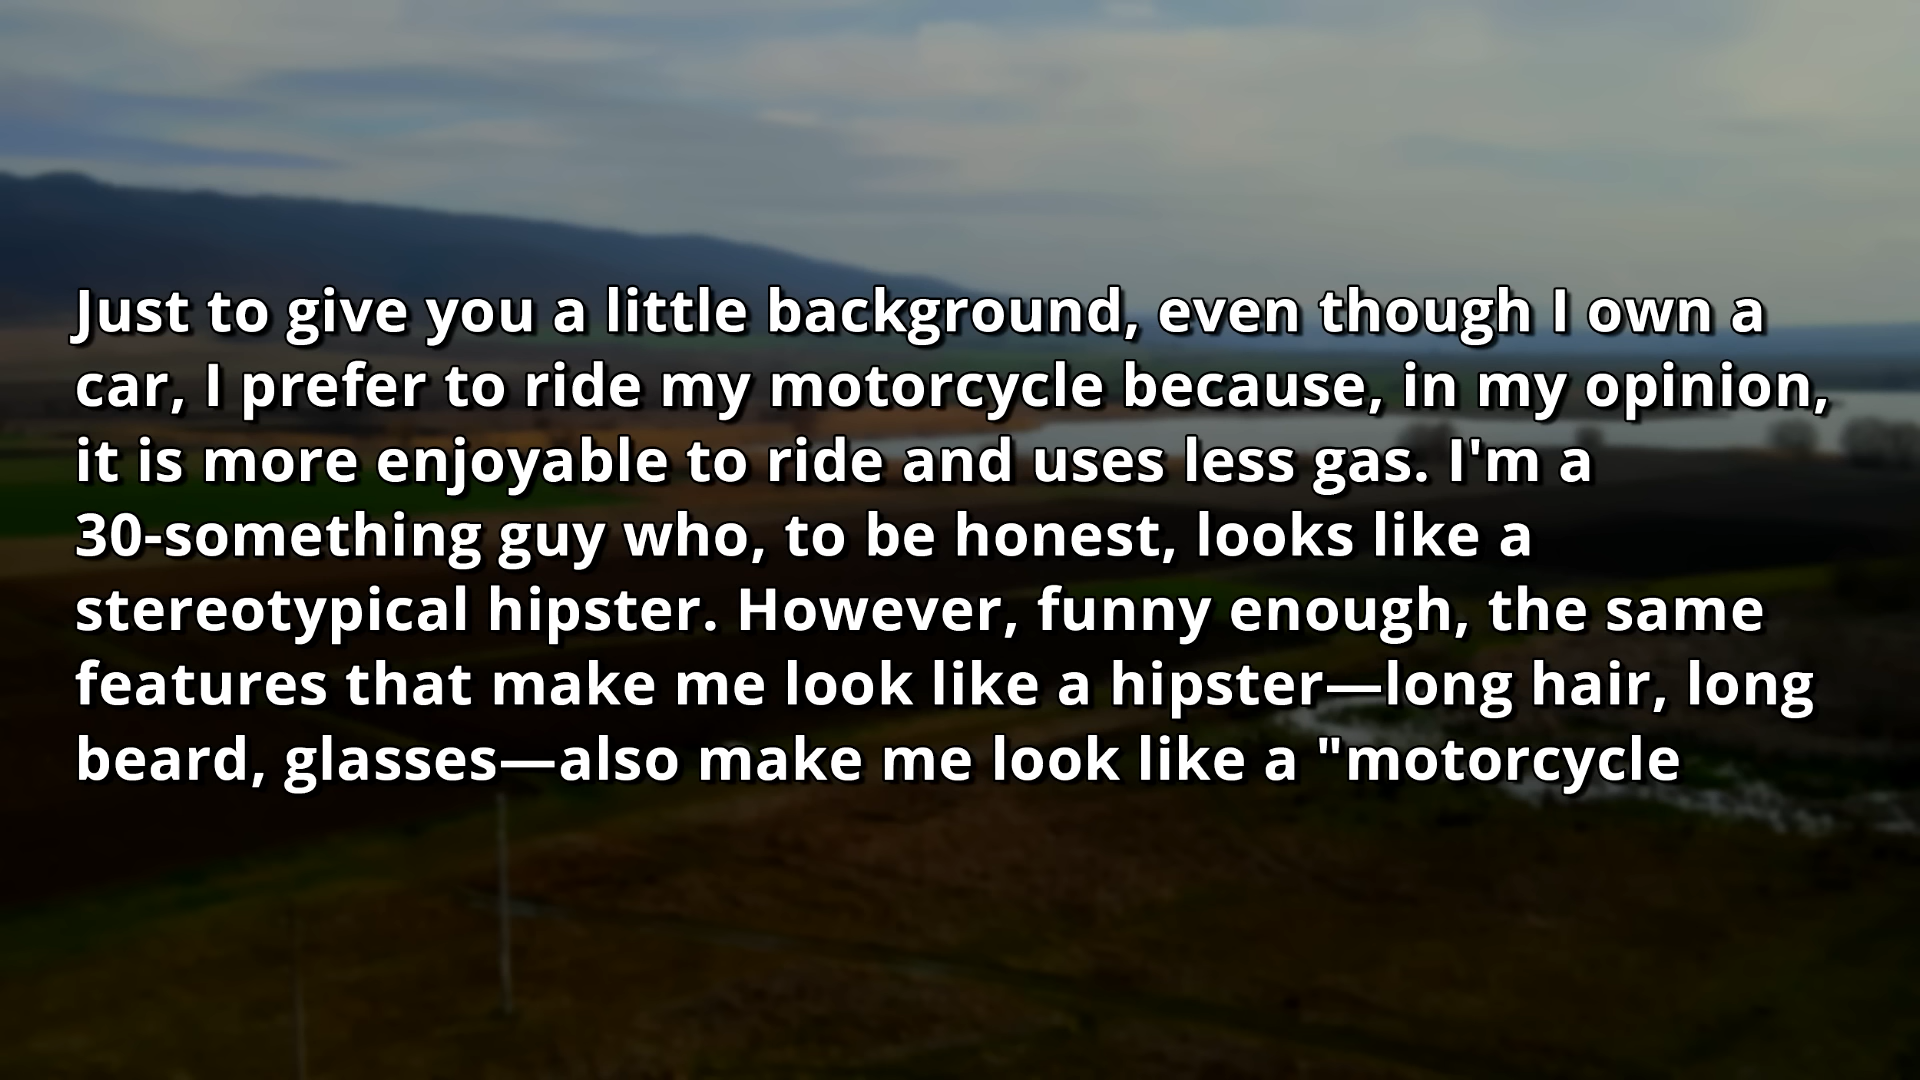 Just to give you a little background, even though I own a
car, I prefer to ride my motorcycle because, in my opinion,
it is more enjoyable to ride and uses less gas. I'm a
30-something guy who, to be honest, looks like a
stereotypical hipster. However, funny enough, the same
features that make me look like a hipster—long hair, long
beard, glasses—also make me look like a "motorcycle